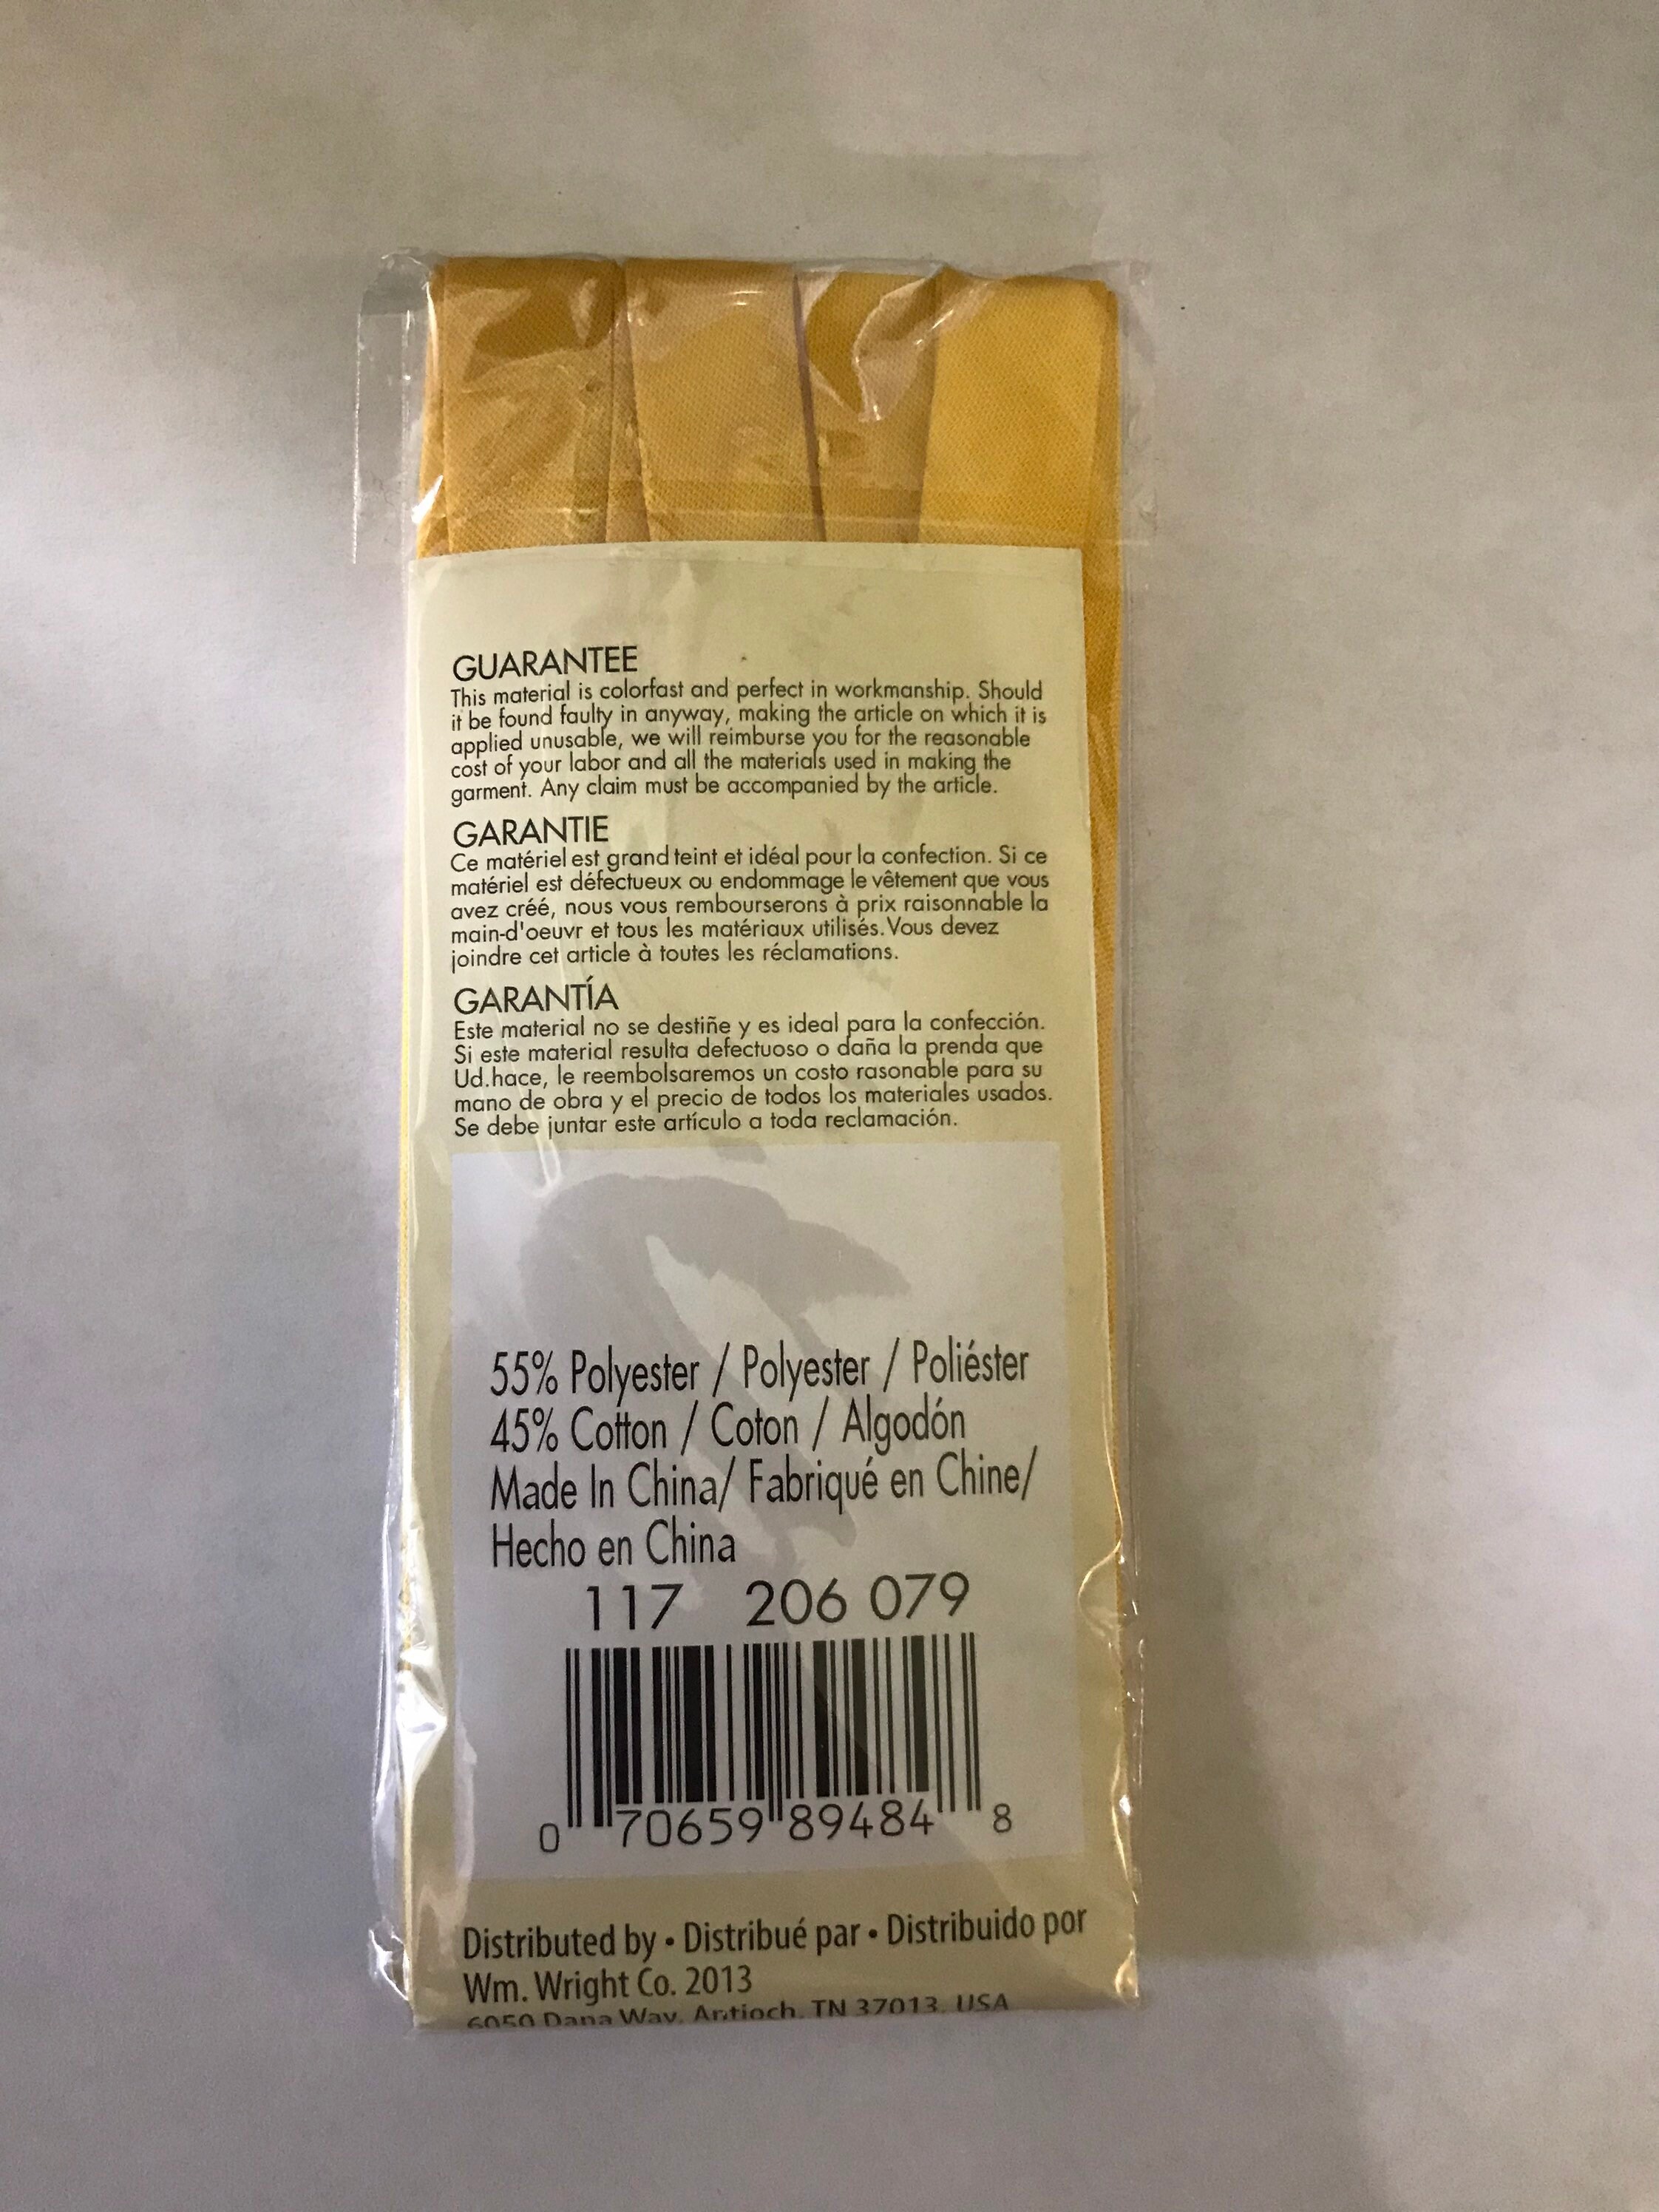 GUARANTEE
This material is colorfast and perfect in workmanship. Should
it be found faulty in anyway, making the article on which it is
applied unusable, we will reimburse you for the reasonable
cost of your labor and all the materials used in making the
garment. Any claim must be accompanied by the article.
GARANTIE
Ce matériel est grand teint et idéal pour la confection. Si ce
matériel est défectueux ou endommage le vêtement que vous
avez créé, nous vous rembourserons à prix raisonnable la
main-d'oeuvr et tous les matériaux utilisés. Vous devez
joindre cet article à toutes les réclamations.
GARANTÍA
Este material no se destiñe y es ideal para la confección.
Si este material resulta defectuoso o daña la prenda que
Ud.hace, le reembolsaremos un costo rasonable para su
mano de obra y el precio de todos los materiales usados.
Se debe juntar este artículo a toda reclamación.
55% Polyester / Polyester / Poliéster
45% Cotton / Coton / Algodón
Made In China/ Fabriqué en Chine/
Hecho en China
117 206 079
0 70659 89484 8
Distributed by • Distribué par • Distribuido por
Wm. Wright Co. 2013
6050 Dana Way, Antioch, TN 37013, USA